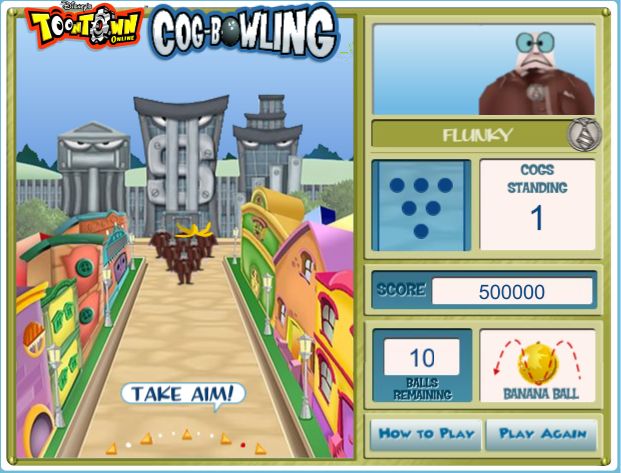 Disney's
TOONTOWN
ONLINE
COG-BOWLING
FLUNKY
COGS
STANDING
1
SCORE 500000
10
BALLS
REMAINING
BANANA BALL
TAKE AIM!
HOW TO PLAY
PLAY AGAIN